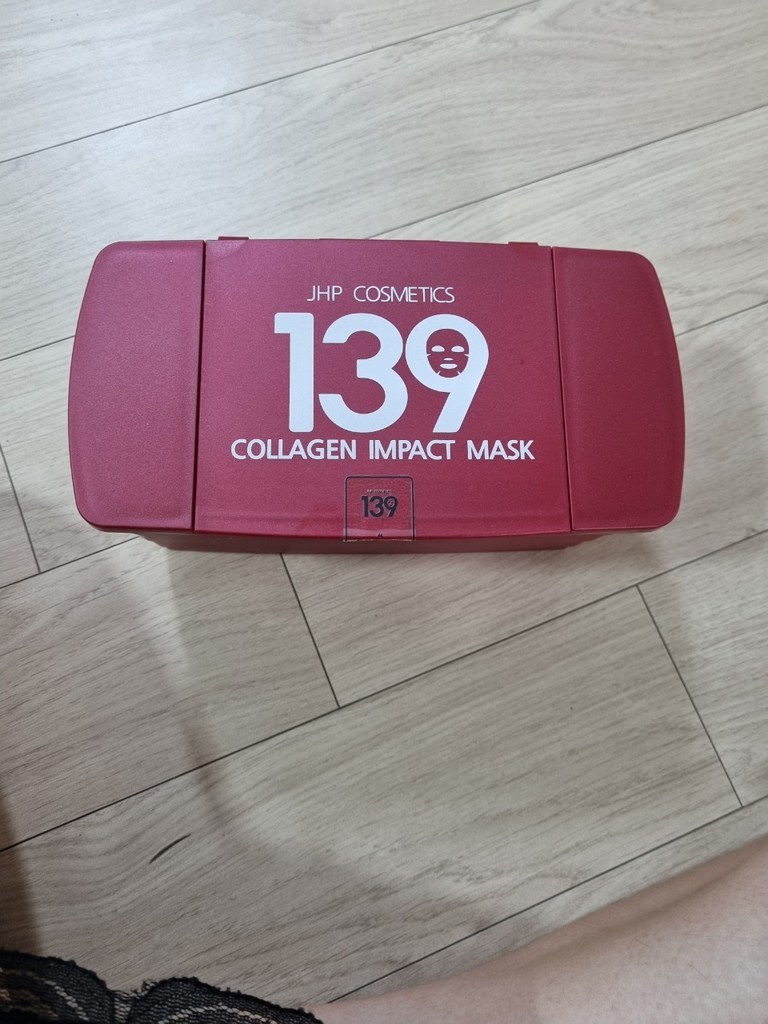 JHP COSMETICS
139
COLLAGEN IMPACT MASK
139